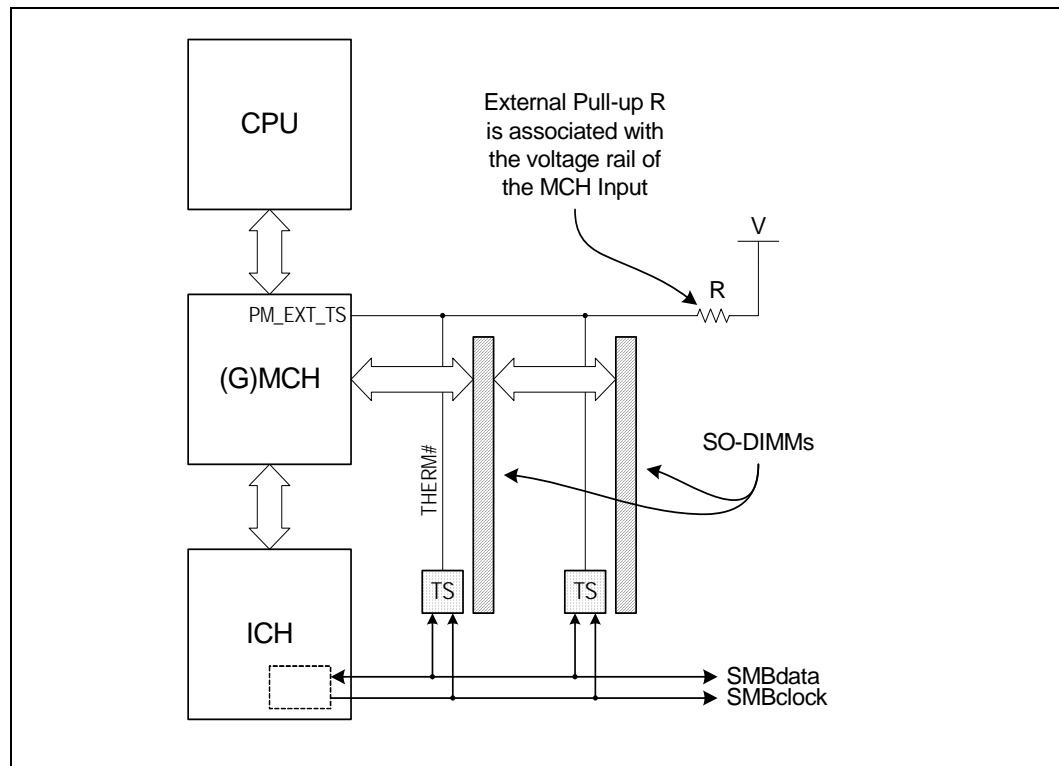 CPU
External Pull-up R
is associated with
the voltage rail of
the MCH Input
V
R
PM_EXT_TS
(G)MCH
THERM#
SO-DIMMs
TS
TS
ICH
SMBdata
SMBclock